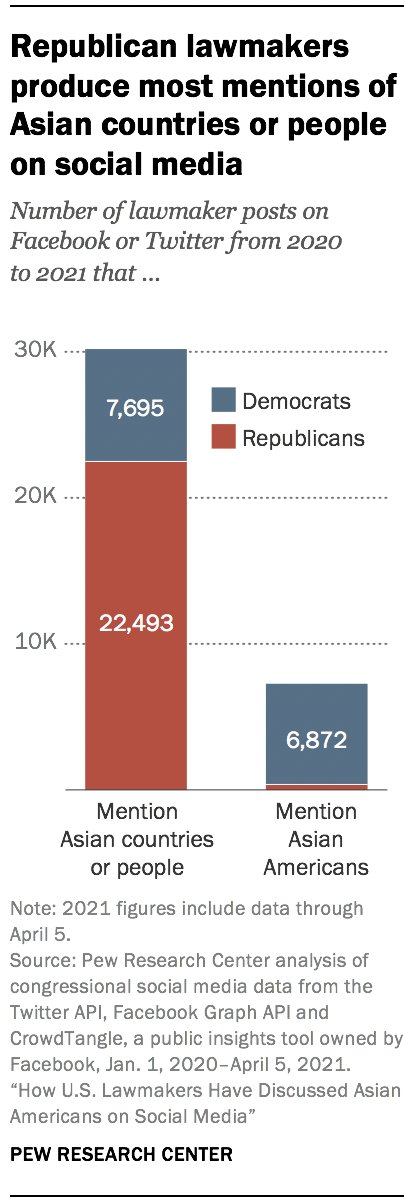 Republican lawmakers
produce most mentions of
Asian countries or people
on social media
Number of lawmaker posts on
Facebook or Twitter from 2020
to 2021 that ...
30K
7,695
Democrats
Republicans
20K
22,493
10K
6,872
Mention
Asian countries
or people
Mention
Asian
Americans
Note: 2021 figures include data through
April 5.
Source: Pew Research Center analysis of
congressional social media data from the
Twitter API, Facebook Graph API and
CrowdTangle, a public insights tool owned by
Facebook, Jan. 1, 2020–April 5, 2021.
“How U.S. Lawmakers Have Discussed Asian
Americans on Social Media”
PEW RESEARCH CENTER